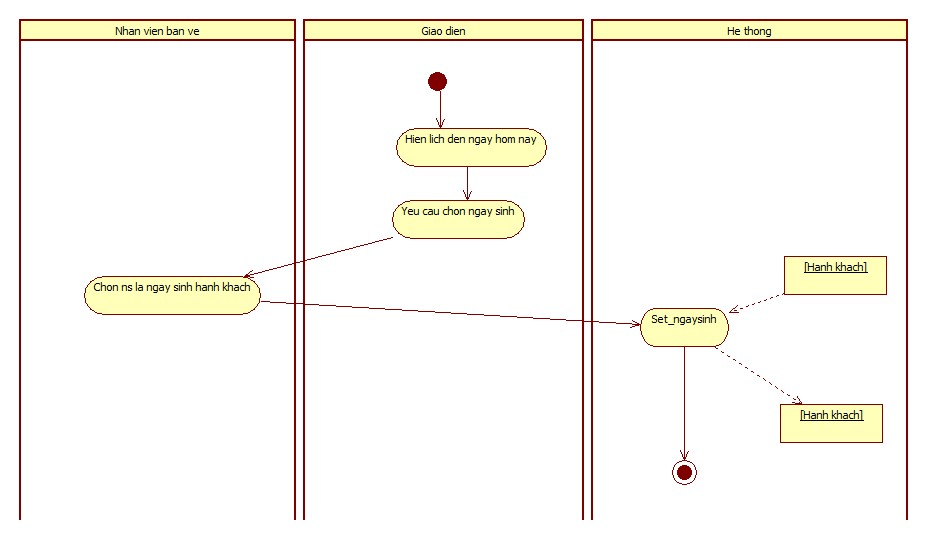 Nhan vien ban ve
Giao dien
He thong
Hien lich den ngay hom nay
Yeu cau chon ngay sinh
[Hanh khach]
Chon ns la ngay sinh hanh khach
Set_ngaysinh
[Hanh khach]